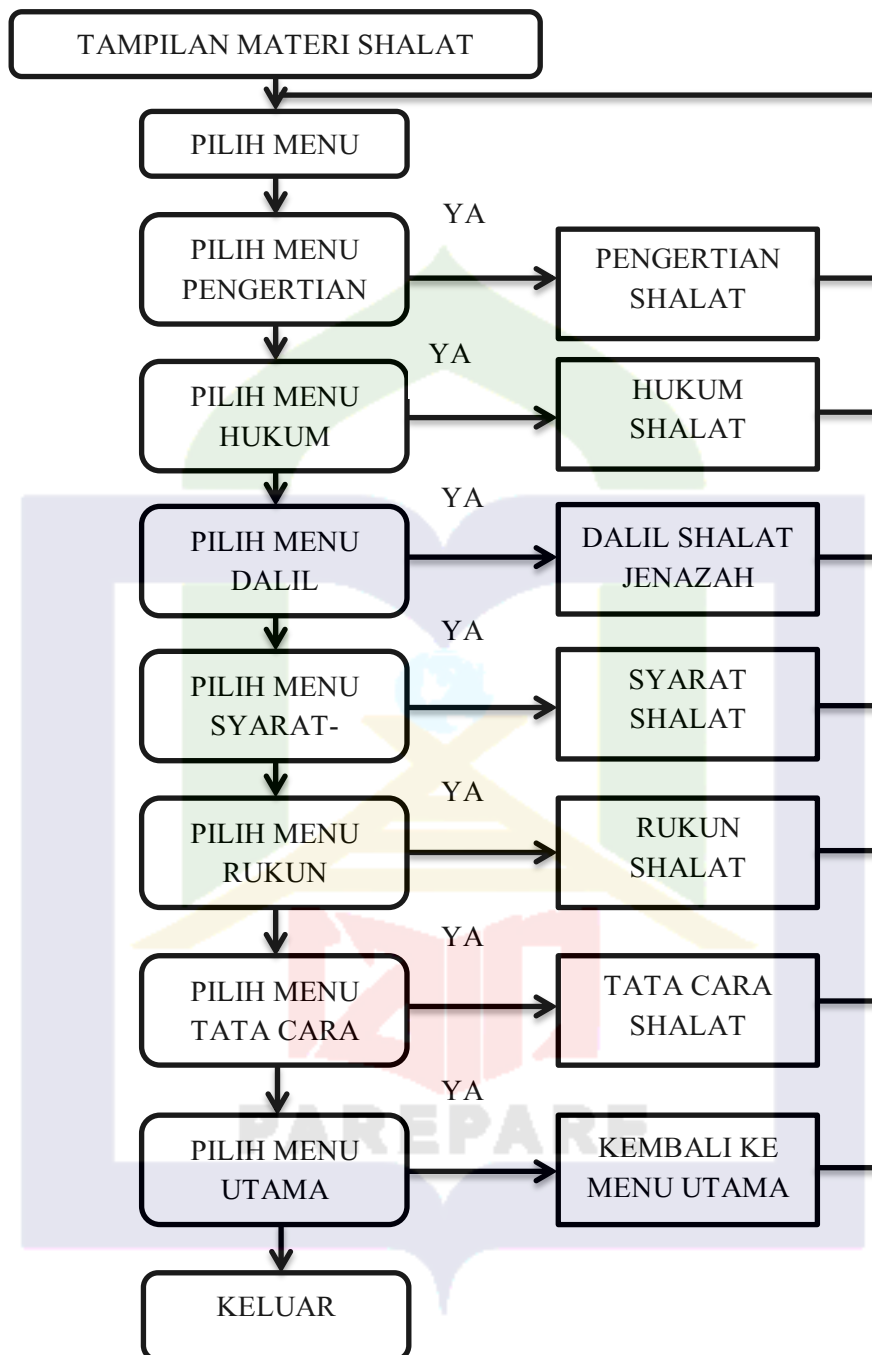 TAMPILAN MATERI SHALAT
PILIH MENU
PILIH MENU
PENGERTIAN
YA
PENGERTIAN
SHALAT
PILIH MENU
HUKUM
YA
HUKUM
SHALAT
PILIH MENU
DALIL
YA
DALIL SHALAT
JENAZAH
PILIH MENU
SYARAT-
YA
SYARAT
SHALAT
PILIH MENU
RUKUN
YA
RUKUN
SHALAT
PILIH MENU
TATA CARA
YA
TATA CARA
SHALAT
PILIH MENU
UTAMA
YA
KEMBALI KE
MENU UTAMA
PAREPARE
KELUAR